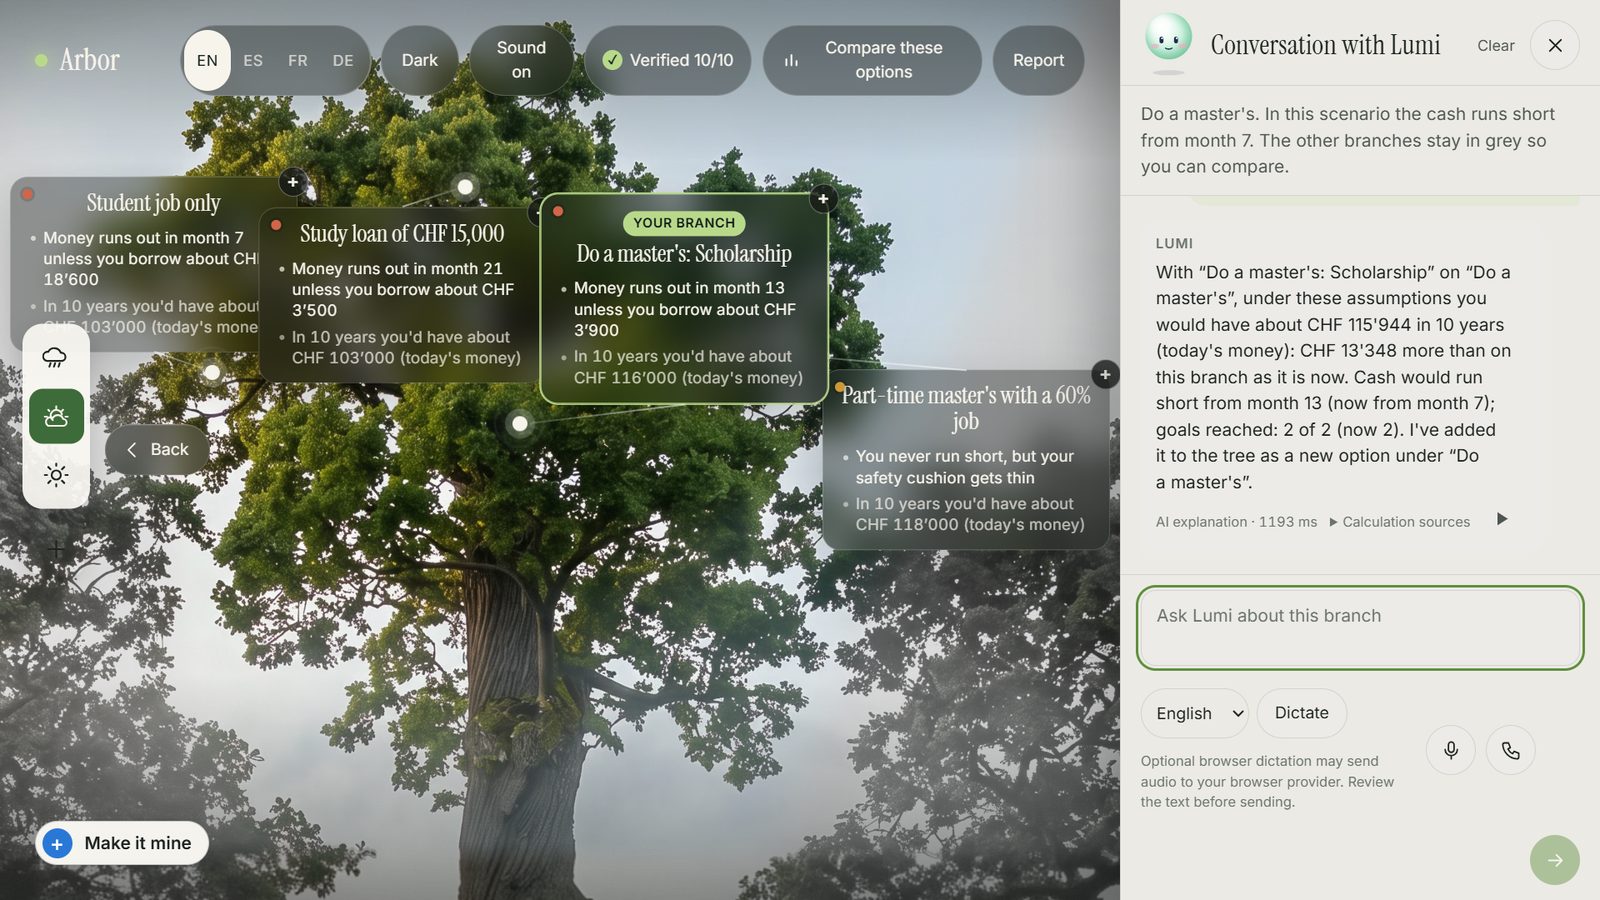 Arbor
EN ES FR DE
Dark
Sound
on
Verified 10/10
Compare these
options
Report
Student job only
Money runs out in month 7
unless you borrow about CH
18’600
In 10 years you'd have about
CHF 103’000 (today's mone
Study loan of CHF 15,000
Money runs out in month 21
unless you borrow about CHF
3’500
In 10 years you'd have about
CHF 103’000 (today's money)
YOUR BRANCH
Do a master's: Scholarship
Money runs out in month 13
unless you borrow about CHF
3’900
In 10 years you'd have about
CHF 116’000 (today's money)
Part-time master's with a 60%
job
You never run short, but your
safety cushion gets thin
In 10 years you'd have about
CHF 118’000 (today's money)
Back
Make it mine
Conversation with Lumi
Clear
Do a master's. In this scenario the cash runs short
from month 7. The other branches stay in grey so
you can compare.
LUMI
With “Do a master's: Scholarship” on “Do a
master's”, under these assumptions you
would have about CHF 115'944 in 10 years
(today's money): CHF 13'348 more than on
this branch as it is now. Cash would run
short from month 13 (now from month 7);
goals reached: 2 of 2 (now 2). I've added
it to the tree as a new option under “Do
a master's”.
AI explanation · 1193 ms
Calculation sources
Ask Lumi about this branch
English
Dictate
Optional browser dictation may send
audio to your browser provider. Review
the text before sending.